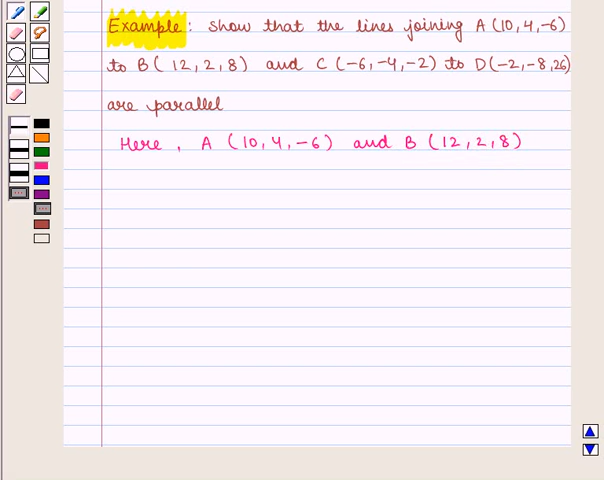 Example: show that the lines joining A (10, 4, -6)
to B ( 12, 2, 8) and C (-6, -4, -2) to D (-2, -8, 26)
are parallel
Here , A (10, 4, -6) and B (12, 2, 8)